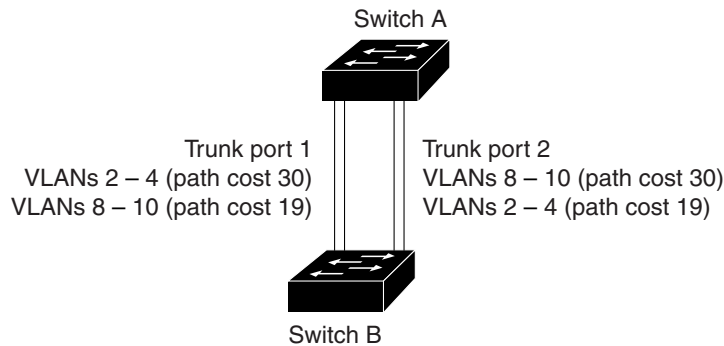 Switch A
Trunk port 1
VLANs 2 – 4 (path cost 30)
VLANs 8 – 10 (path cost 19)
Trunk port 2
VLANs 8 – 10 (path cost 30)
VLANs 2 – 4 (path cost 19)
Switch B